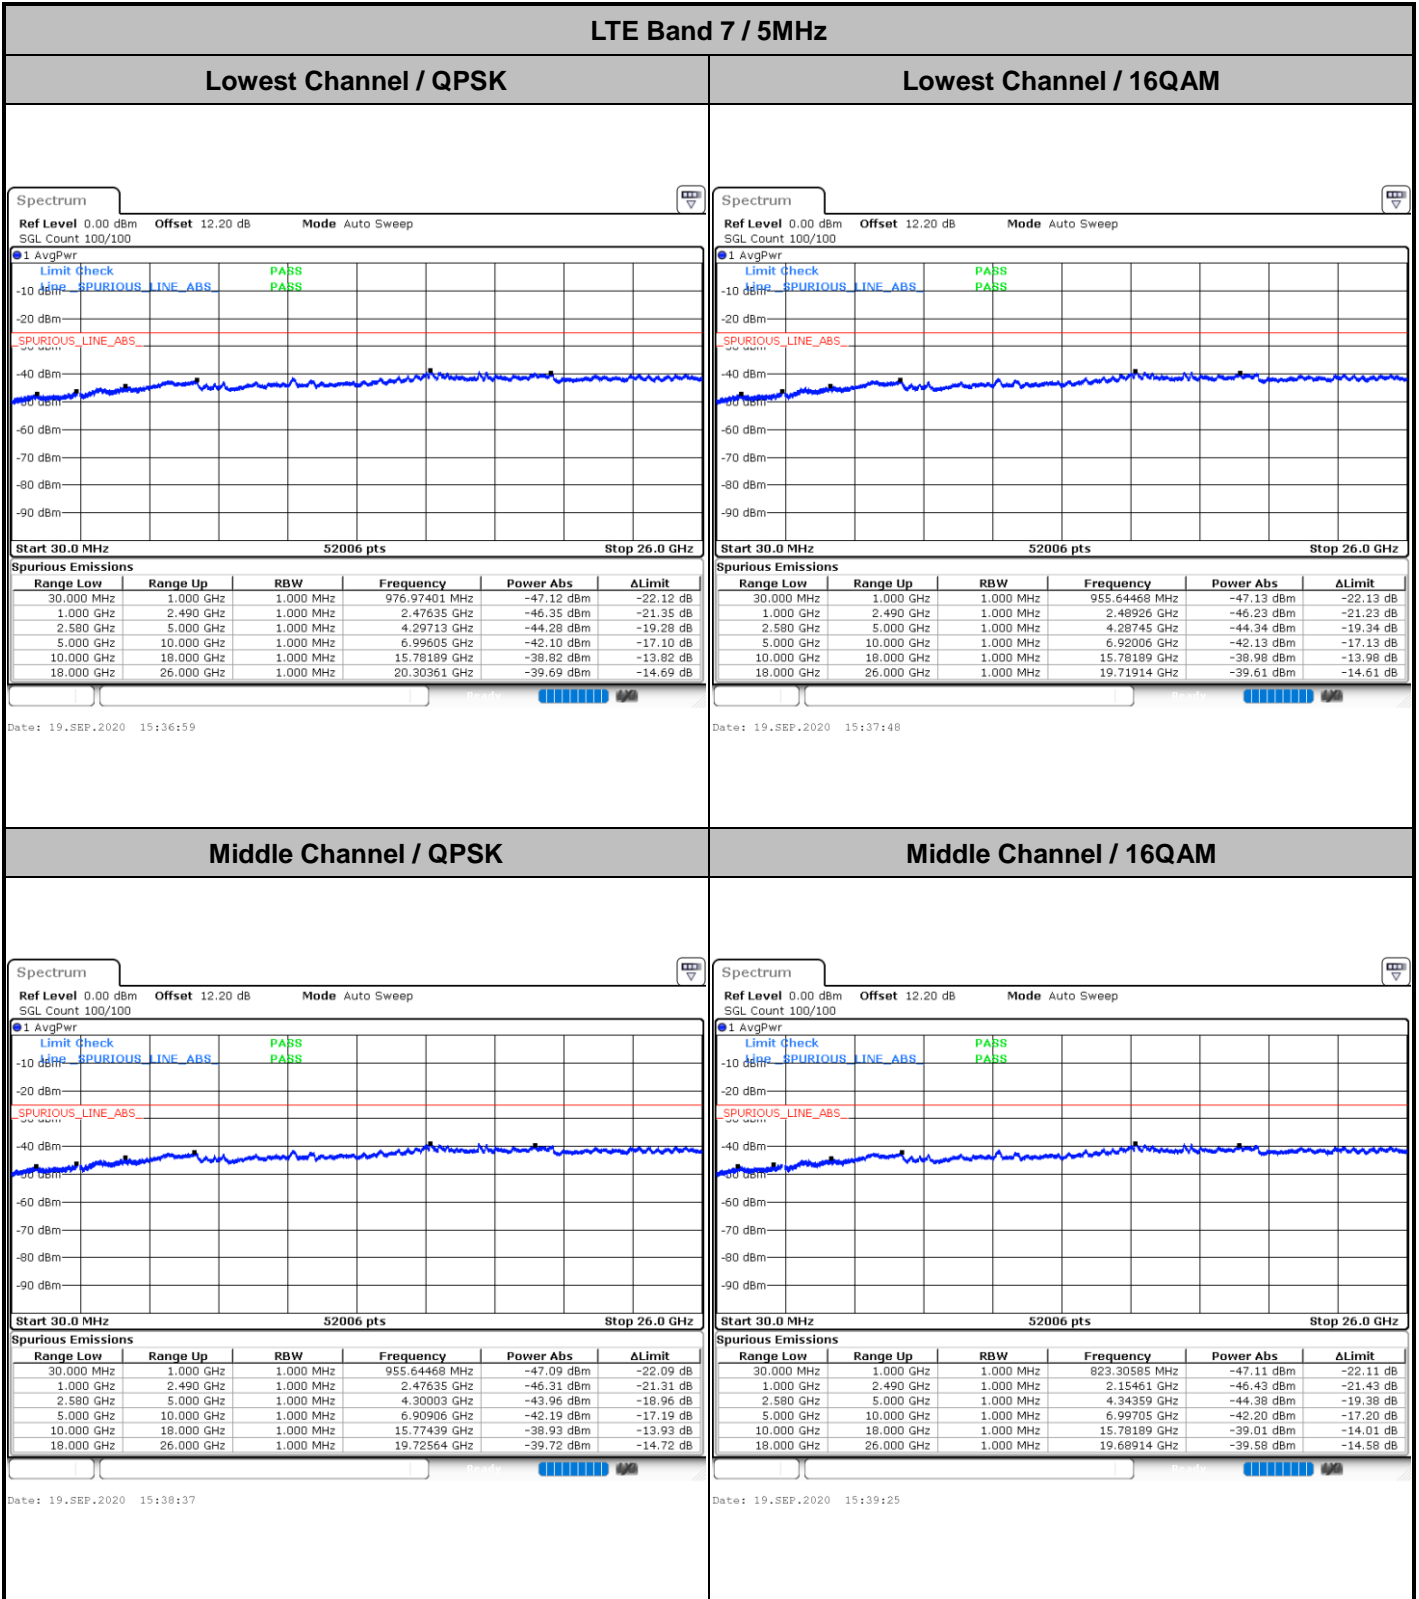 LTE Band 7 / 5MHz
Lowest Channel / QPSK
Lowest Channel / 16QAM
Spectrum
Ref Level 0.00 dBm Offset 12.20 dB Mode Auto Sweep
SGL Count 100/100
1 AvgPwr
Limit Check PASS
Line _SPURIOUS_LINE_ABS_ PASS
-10 dBm
-20 dBm
_SPURIOUS_LINE_ABS_
-30 dBm
-40 dBm
-50 dBm
-60 dBm
-70 dBm
-80 dBm
-90 dBm
Start 30.0 MHz 52006 pts Stop 26.0 GHz
Spurious Emissions
Range Low Range Up RBW Frequency Power Abs ΔLimit
30.000 MHz 1.000 GHz 1.000 MHz 976.97401 MHz -47.12 dBm -22.12 dB
1.000 GHz 2.490 GHz 1.000 MHz 2.47635 GHz -46.35 dBm -21.35 dB
2.580 GHz 5.000 GHz 1.000 MHz 4.29713 GHz -44.28 dBm -19.28 dB
5.000 GHz 10.000 GHz 1.000 MHz 6.99605 GHz -42.10 dBm -17.10 dB
10.000 GHz 18.000 GHz 1.000 MHz 15.78189 GHz -38.82 dBm -13.82 dB
18.000 GHz 26.000 GHz 1.000 MHz 20.30361 GHz -39.69 dBm -14.69 dB
Ready
Date: 19.SEP.2020 15:36:59
Spectrum
Ref Level 0.00 dBm Offset 12.20 dB Mode Auto Sweep
SGL Count 100/100
1 AvgPwr
Limit Check PASS
Line _SPURIOUS_LINE_ABS_ PASS
-10 dBm
-20 dBm
_SPURIOUS_LINE_ABS_
-30 dBm
-40 dBm
-50 dBm
-60 dBm
-70 dBm
-80 dBm
-90 dBm
Start 30.0 MHz 52006 pts Stop 26.0 GHz
Spurious Emissions
Range Low Range Up RBW Frequency Power Abs ΔLimit
30.000 MHz 1.000 GHz 1.000 MHz 955.64468 MHz -47.13 dBm -22.13 dB
1.000 GHz 2.490 GHz 1.000 MHz 2.48926 GHz -46.23 dBm -21.23 dB
2.580 GHz 5.000 GHz 1.000 MHz 4.28745 GHz -44.34 dBm -19.34 dB
5.000 GHz 10.000 GHz 1.000 MHz 6.92006 GHz -42.13 dBm -17.13 dB
10.000 GHz 18.000 GHz 1.000 MHz 15.78189 GHz -38.98 dBm -13.98 dB
18.000 GHz 26.000 GHz 1.000 MHz 19.71914 GHz -39.61 dBm -14.61 dB
Ready
Date: 19.SEP.2020 15:37:48
Middle Channel / QPSK
Middle Channel / 16QAM
Spectrum
Ref Level 0.00 dBm Offset 12.20 dB Mode Auto Sweep
SGL Count 100/100
1 AvgPwr
Limit Check PASS
Line _SPURIOUS_LINE_ABS_ PASS
-10 dBm
-20 dBm
_SPURIOUS_LINE_ABS_
-30 dBm
-40 dBm
-50 dBm
-60 dBm
-70 dBm
-80 dBm
-90 dBm
Start 30.0 MHz 52006 pts Stop 26.0 GHz
Spurious Emissions
Range Low Range Up RBW Frequency Power Abs ΔLimit
30.000 MHz 1.000 GHz 1.000 MHz 955.64468 MHz -47.09 dBm -22.09 dB
1.000 GHz 2.490 GHz 1.000 MHz 2.47635 GHz -46.31 dBm -21.31 dB
2.580 GHz 5.000 GHz 1.000 MHz 4.30003 GHz -43.96 dBm -18.96 dB
5.000 GHz 10.000 GHz 1.000 MHz 6.90906 GHz -42.19 dBm -17.19 dB
10.000 GHz 18.000 GHz 1.000 MHz 15.77439 GHz -38.93 dBm -13.93 dB
18.000 GHz 26.000 GHz 1.000 MHz 19.72564 GHz -39.72 dBm -14.72 dB
Ready
Date: 19.SEP.2020 15:38:37
Spectrum
Ref Level 0.00 dBm Offset 12.20 dB Mode Auto Sweep
SGL Count 100/100
1 AvgPwr
Limit Check PASS
Line _SPURIOUS_LINE_ABS_ PASS
-10 dBm
-20 dBm
_SPURIOUS_LINE_ABS_
-30 dBm
-40 dBm
-50 dBm
-60 dBm
-70 dBm
-80 dBm
-90 dBm
Start 30.0 MHz 52006 pts Stop 26.0 GHz
Spurious Emissions
Range Low Range Up RBW Frequency Power Abs ΔLimit
30.000 MHz 1.000 GHz 1.000 MHz 823.30585 MHz -47.11 dBm -22.11 dB
1.000 GHz 2.490 GHz 1.000 MHz 2.15461 GHz -46.43 dBm -21.43 dB
2.580 GHz 5.000 GHz 1.000 MHz 4.34359 GHz -44.38 dBm -19.38 dB
5.000 GHz 10.000 GHz 1.000 MHz 6.99705 GHz -42.20 dBm -17.20 dB
10.000 GHz 18.000 GHz 1.000 MHz 15.78189 GHz -39.01 dBm -14.01 dB
18.000 GHz 26.000 GHz 1.000 MHz 19.68914 GHz -39.58 dBm -14.58 dB
Ready
Date: 19.SEP.2020 15:39:25